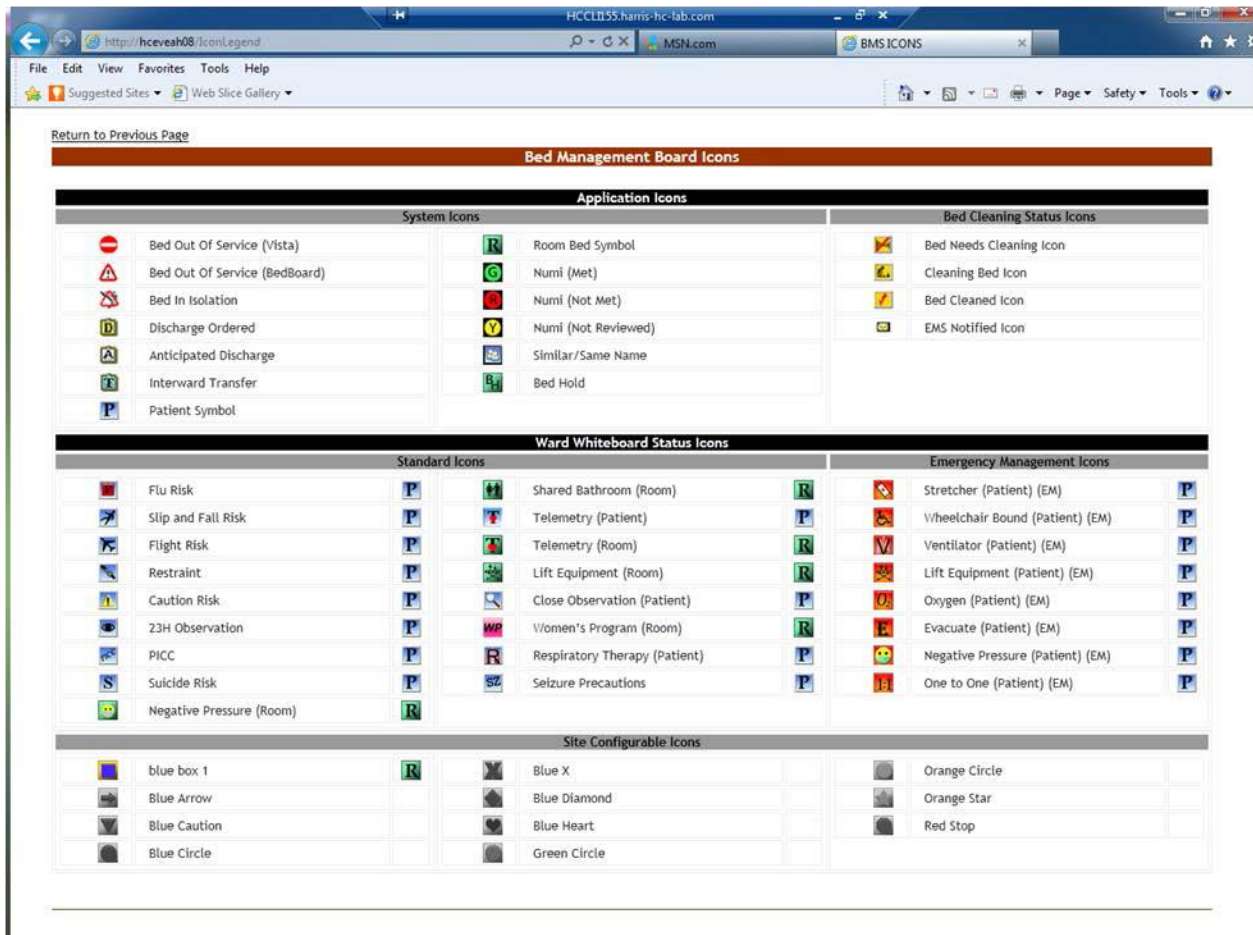 HCCLI155.harris-hc-lab.com
http://hceveah08/IconLegend
MSN.com
BMS ICONS
File Edit View Favorites Tools Help
Suggested Sites Web Slice Gallery
Page Safety Tools
Return to Previous Page
Bed Management Board Icons
Application Icons
System Icons Bed Cleaning Status Icons
Bed Out Of Service (Vista) R Room Bed Symbol Bed Needs Cleaning Icon
Bed Out Of Service (BedBoard) G Numi (Met) Cleaning Bed Icon
Bed In Isolation R Numi (Not Met) Bed Cleaned Icon
D Discharge Ordered Y Numi (Not Reviewed) EMS Notified Icon
A Anticipated Discharge Similar/Same Name
T Interward Transfer BH Bed Hold
P Patient Symbol
Ward Whiteboard Status Icons
Standard Icons Emergency Management Icons
Flu Risk P Shared Bathroom (Room) R Stretcher (Patient) (EM) P
Slip and Fall Risk P T Telemetry (Patient) P Wheelchair Bound (Patient) (EM) P
Flight Risk P T Telemetry (Room) R V Ventilator (Patient) (EM) P
Restraint P Lift Equipment (Room) R Lift Equipment (Patient) (EM) P
Caution Risk P Close Observation (Patient) P O2 Oxygen (Patient) (EM) P
23H Observation P WP Women's Program (Room) R E Evacuate (Patient) (EM) P
PICC P R Respiratory Therapy (Patient) P Negative Pressure (Patient) (EM) P
S Suicide Risk P SZ Seizure Precautions P 1:1 One to One (Patient) (EM) P
Negative Pressure (Room) R
Site Configurable Icons
blue box 1 R Blue X Orange Circle
Blue Arrow Blue Diamond Orange Star
Blue Caution Blue Heart Red Stop
Blue Circle Green Circle